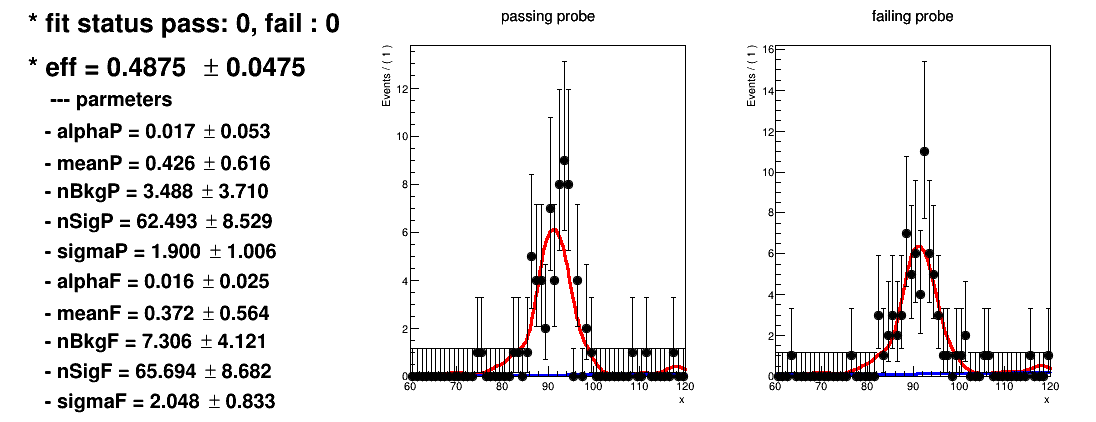 * fit status pass: 0, fail : 0
* eff = 0.4875 ± 0.0475
--- parmeters
- alphaP = 0.017 ± 0.053
- meanP = 0.426 ± 0.616
- nBkgP = 3.488 ± 3.710
- nSigP = 62.493 ± 8.529
- sigmaP = 1.900 ± 1.006
- alphaF = 0.016 ± 0.025
- meanF = 0.372 ± 0.564
- nBkgF = 7.306 ± 4.121
- nSigF = 65.694 ± 8.682
- sigmaF = 2.048 ± 0.833
passing probe
Events / ( 1 )
12
10
8
6
4
2
0
60 70 80 90 100 110 120
x
failing probe
Events / ( 1 )
16
14
12
10
8
6
4
2
0
60 70 80 90 100 110 120
x